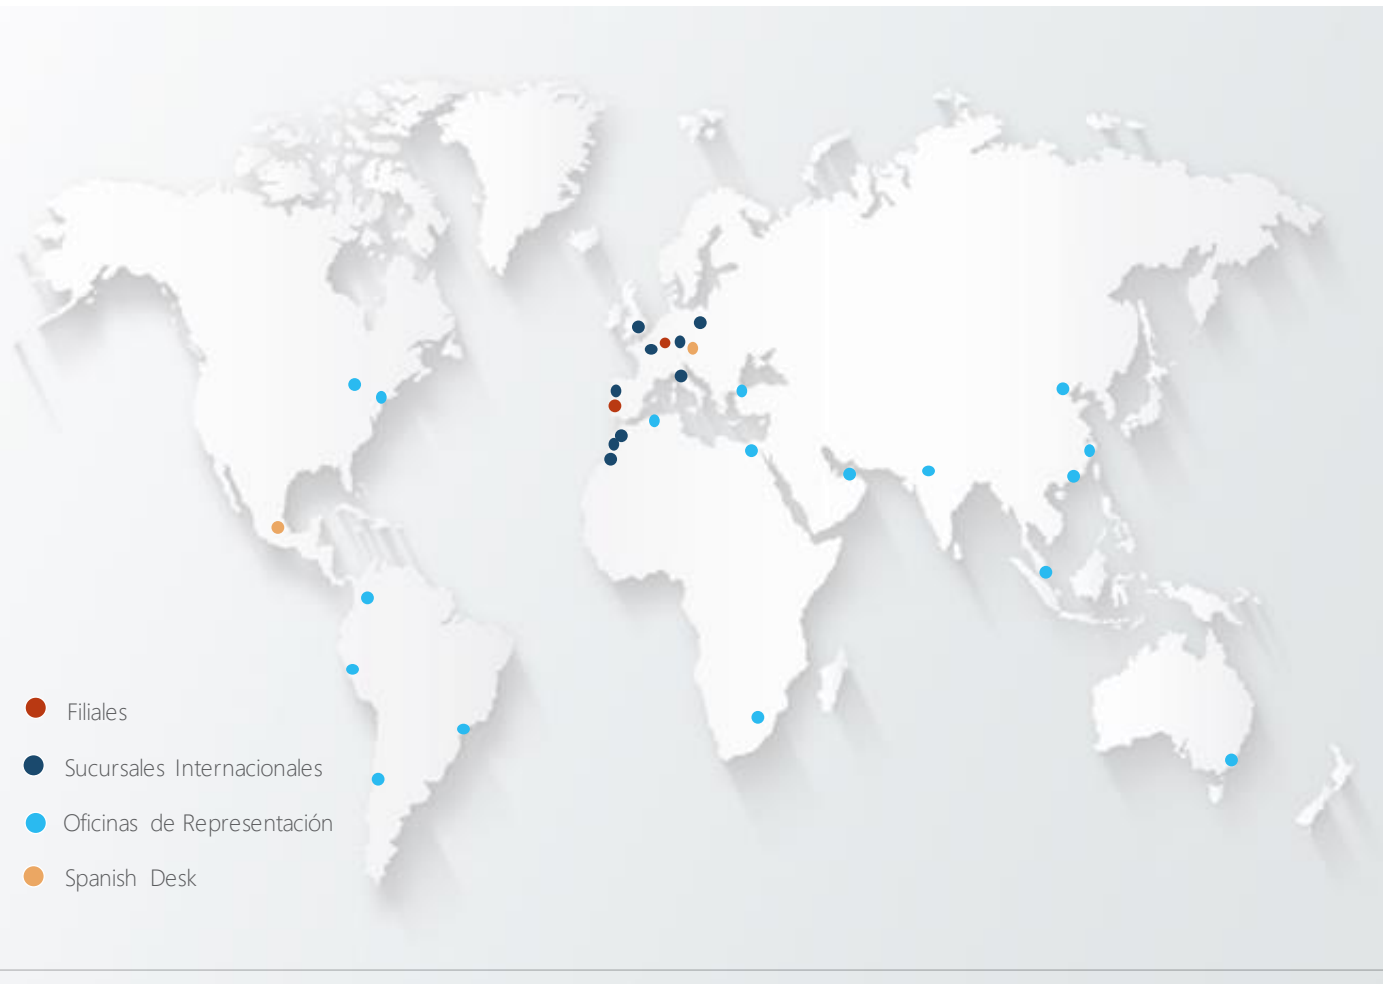 Filiales
Sucursales Internacionales
Oficinas de Representación
Spanish Desk